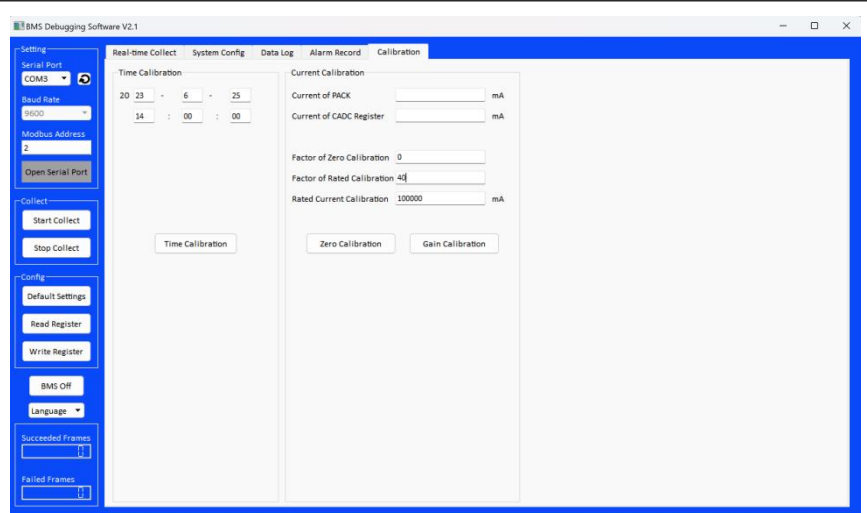 BMS Debugging Software V2.1
Setting
Serial Port
COM3
Baud Rate
9600
Modbus Address
2
Open Serial Port
Collect
Start Collect
Stop Collect
Config
Default Settings
Read Register
Write Register
BMS Off
Language
Succeeded Frames
0
Failed Frames
0
Real-time Collect System Config Data Log Alarm Record Calibration
Time Calibration
20 23 - 6 - 25
14 : 00 : 00
Time Calibration
Current Calibration
Current of PACK mA
Current of CADC Register mA
Factor of Zero Calibration 0
Factor of Rated Calibration 40
Rated Current Calibration 100000 mA
Zero Calibration Gain Calibration